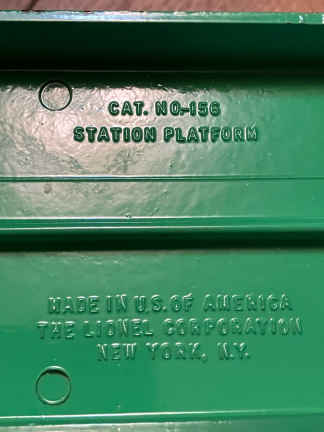 CAT. NO.-156
STATION PLATFORM
MADE IN U.S. OF AMERICA
THE LIONEL CORPORATION
NEW YORK, N.Y.